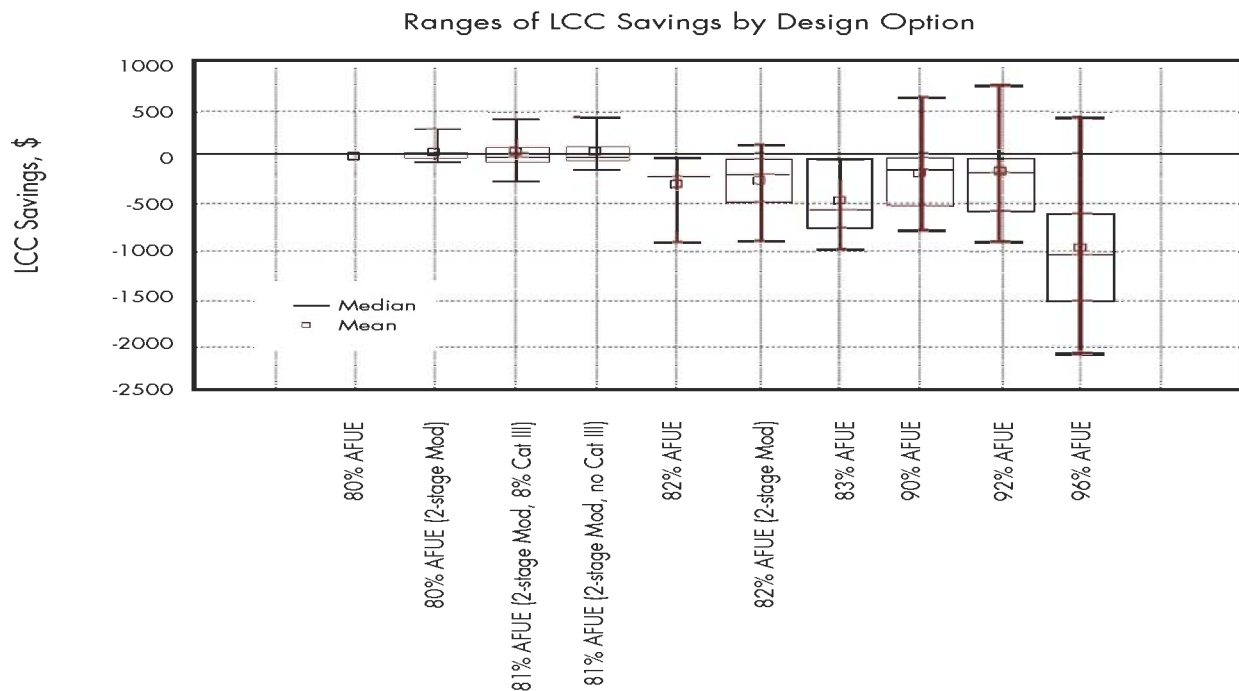 Ranges of LCC Savings by Design Option
LCC Savings, $
1000
500
0
-500
-1000
-1500
-2000
-2500
Median
Mean
80% AFUE
80% AFUE (2-stage Mod)
81% AFUE (2-stage Mod, 8% Cat III)
81% AFUE (2-stage Mod, no Cat III)
82% AFUE
82% AFUE (2-stage Mod)
83% AFUE
90% AFUE
92% AFUE
96% AFUE